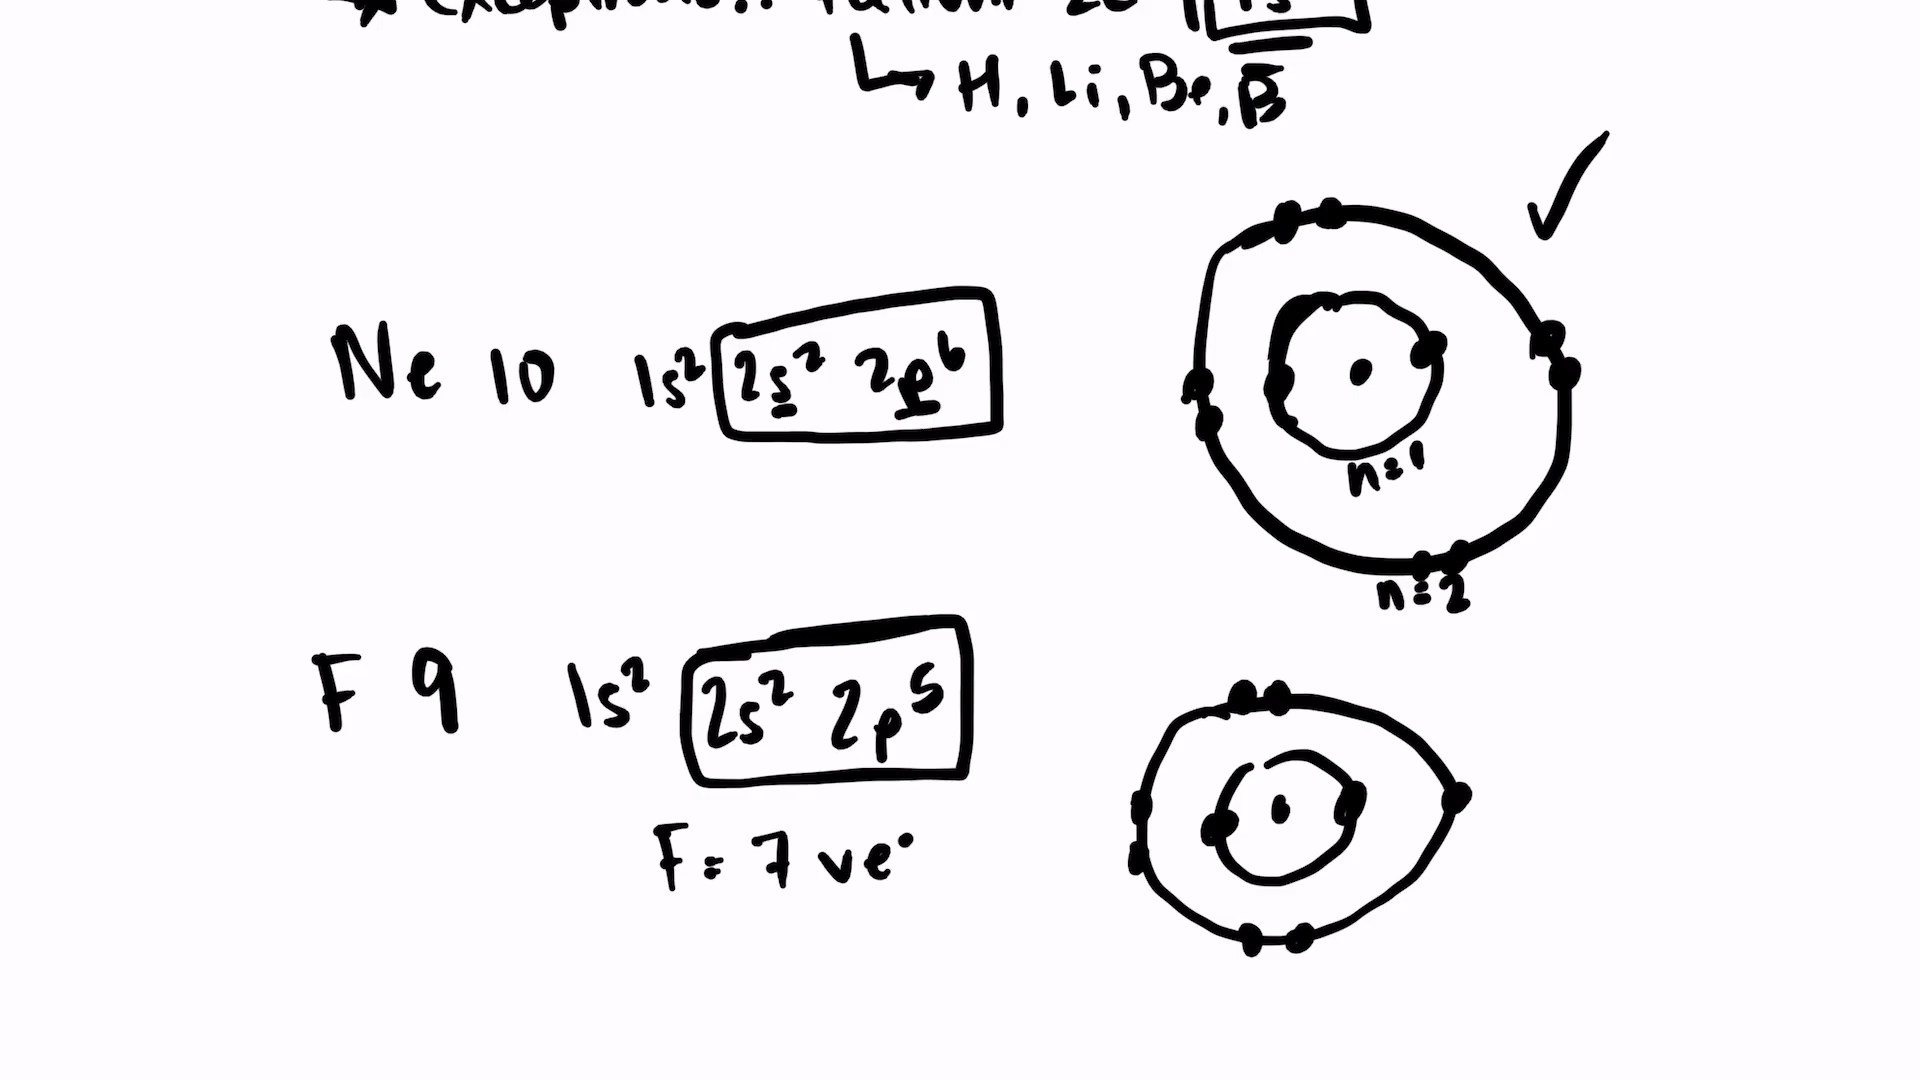 H, Li, Be, B
Ne 10 1s² 2s² 2p⁶
n=1
n=2
F 9 1s² 2s² 2p⁵
F = 7 ve⁻